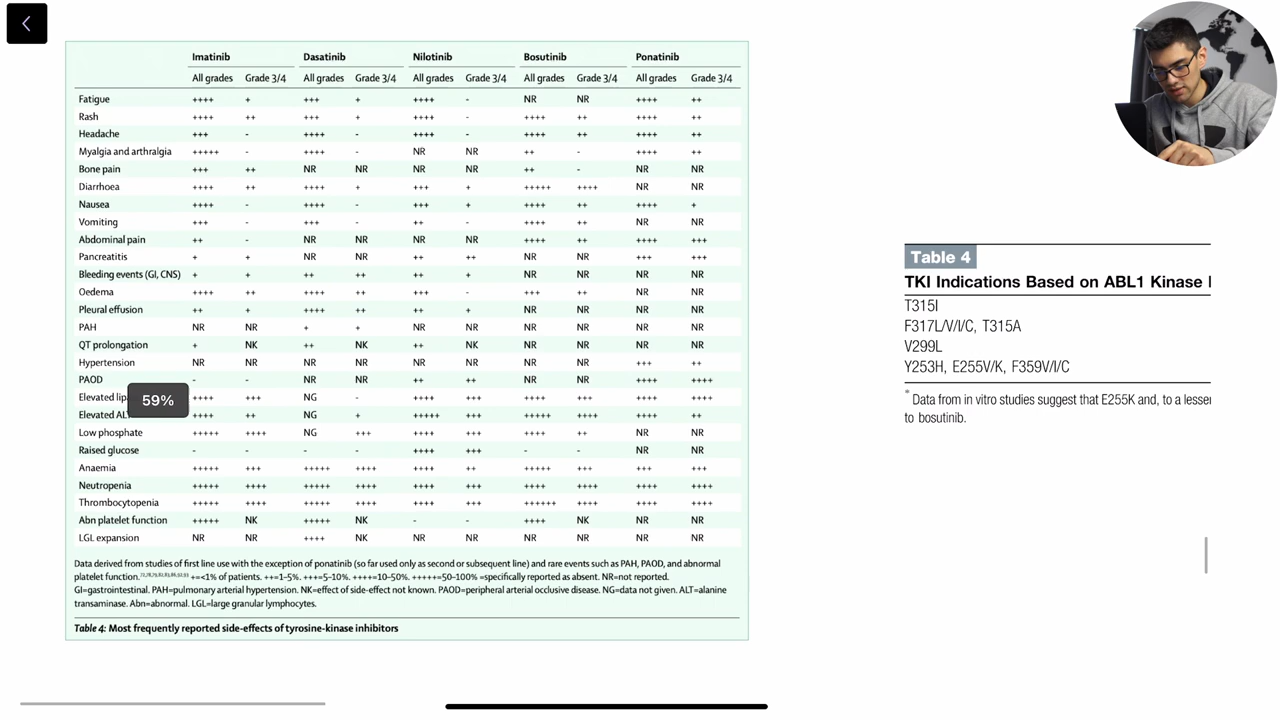 Imatinib Dasatinib Nilotinib Bosutinib Ponatinib
All grades Grade 3/4 All grades Grade 3/4 All grades Grade 3/4 All grades Grade 3/4 All grades Grade 3/4
Fatigue ++++ + +++ + ++++ - NR NR ++++ ++
Rash ++++ ++ +++ + ++++ - ++++ ++ ++++ ++
Headache +++ - ++++ - ++++ - ++++ ++ ++++ ++
Myalgia and arthralgia +++++ - ++++ - NR NR ++ - ++++ ++
Bone pain +++ ++ NR NR NR NR ++ - NR NR
Diarrhoea ++++ ++ ++++ + +++ + +++++ ++++ NR NR
Nausea ++++ - ++++ - +++ + ++++ ++ ++++ +
Vomiting +++ - +++ - ++ - ++++ ++ NR NR
Abdominal pain ++ - NR NR NR NR ++++ ++ ++++ +++
Pancreatitis + + NR NR ++ ++ NR NR +++ +++
Bleeding events (GI, CNS) + + ++ ++ ++ + NR NR NR NR
Oedema ++++ ++ ++++ ++ +++ - +++ ++ NR NR
Pleural effusion ++ + ++++ ++ ++ + NR NR NR NR
PAH NR NR + + NR NR NR NR NR NR
QT prolongation + NK ++ NK ++ NK NR NR NR NR
Hypertension NR NR NR NR NR NR NR NR +++ ++
PAOD - - NR NR ++ ++ NR NR ++++ ++++
Elevated ++++ +++ NG - ++++ +++ ++++ +++ ++++ ++++
Elevated ++++ ++ NG + +++++ +++ +++++ ++++ ++++ ++
59%
Low phosphate +++++ ++++ NG +++ ++++ +++ ++++ ++ NR NR
Raised glucose - - - - ++++ +++ - - NR NR
Anaemia +++++ +++ +++++ ++++ ++++ ++ +++++ +++ +++ +++
Neutropenia +++++ ++++ +++++ ++++ ++++ +++ ++++ ++++ ++++ ++++
Thrombocytopenia +++++ ++++ +++++ ++++ ++++ +++ ++++++ ++++ ++++ ++++
Abn platelet function +++++ NK +++++ NK - - ++++ NK NR NR
LGL expansion NR NR ++++ NK NR NR NR NR NR NR
Data derived from studies of first line use with the exception of ponatinib (so far used only as second or subsequent line) and rare events such as PAH, PAOD, and abnormal
platelet function. +=<1% of patients. ++=1–5%. +++=5–10%. ++++=10–50%. +++++=50–100% =specifically reported as absent. NR=not reported.
GI=gastrointestinal. PAH=pulmonary arterial hypertension. NK=effect of side-effect not known. PAOD=peripheral arterial occlusive disease. NG=data not given. ALT=alanine
transaminase. Abn=abnormal. LGL=large granular lymphocytes.
Table 4: Most frequently reported side-effects of tyrosine-kinase inhibitors
Table 4
TKI Indications Based on ABL1 Kinase
T315I
F317L/V/I/C, T315A
V299L
Y253H, E255V/K, F359V/I/C
* Data from in vitro studies suggest that E255K and, to a lesser
to bosutinib.